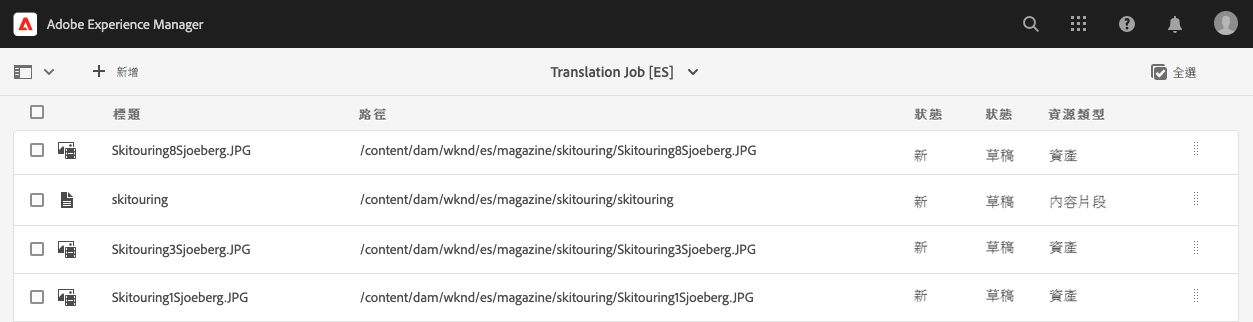 Adobe Experience Manager
新增 Translation Job [ES] 全選
標題 路徑 狀態 狀態 資源類型
Skitouring8Sjoeberg.JPG /content/dam/wknd/es/magazine/skitouring/Skitouring8Sjoeberg.JPG 新 草稿 資產
skitouring /content/dam/wknd/es/magazine/skitouring/skitouring 新 草稿 內容片段
Skitouring3Sjoeberg.JPG /content/dam/wknd/es/magazine/skitouring/Skitouring3Sjoeberg.JPG 新 草稿 資產
Skitouring1Sjoeberg.JPG /content/dam/wknd/es/magazine/skitouring/Skitouring1Sjoeberg.JPG 新 草稿 資產